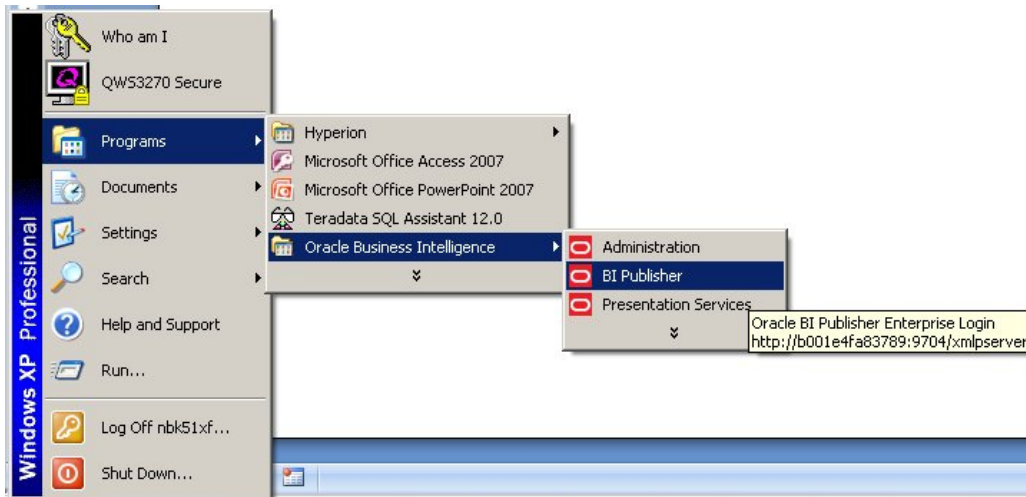 Who am I
QWS3270 Secure
Programs
Documents
Settings
Search
Help and Support
Run...
Log Off nbk51xf...
Shut Down...
Windows XP Professional
Hyperion
Microsoft Office Access 2007
Microsoft Office PowerPoint 2007
Teradata SQL Assistant 12.0
Oracle Business Intelligence
Administration
BI Publisher
Presentation Services
Oracle BI Publisher Enterprise Login
http://b001e4fa83789:9704/xmlpserver